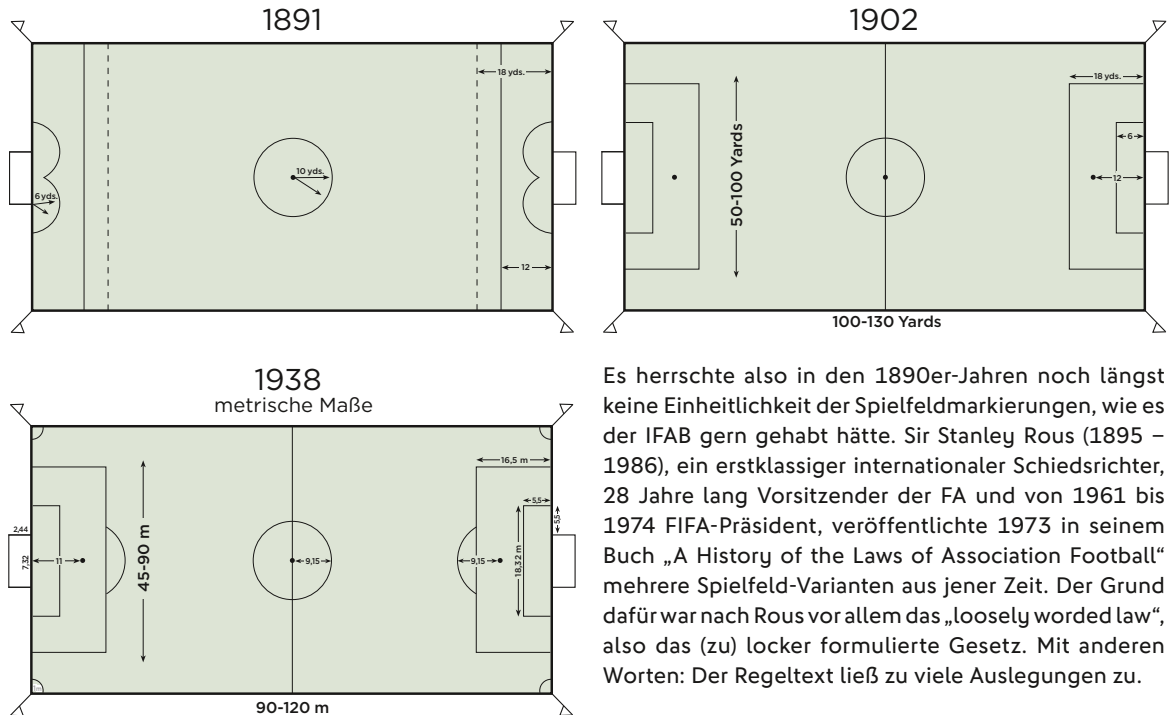 1891
18 yds.
10 yds.
6 yds.
12
1902
18 yds.
6
12
50-100 Yards
100-130 Yards
1938
metrische Maße
16,5 m
5,5
5,5
2,44
7,32
11
45-90 m
9,15
9,15
18,32 m
90-120 m
Es herrschte also in den 1890er-Jahren noch längst
keine Einheitlichkeit der Spielfeldmarkierungen, wie es
der IFAB gern gehabt hätte. Sir Stanley Rous (1895 –
1986), ein erstklassiger internationaler Schiedsrichter,
28 Jahre lang Vorsitzender der FA und von 1961 bis
1974 FIFA-Präsident, veröffentlichte 1973 in seinem
Buch „A History of the Laws of Association Football“
mehrere Spielfeld-Varianten aus jener Zeit. Der Grund
dafür war nach Rous vor allem das „loosely worded law“,
also das (zu) locker formulierte Gesetz. Mit anderen
Worten: Der Regeltext ließ zu viele Auslegungen zu.